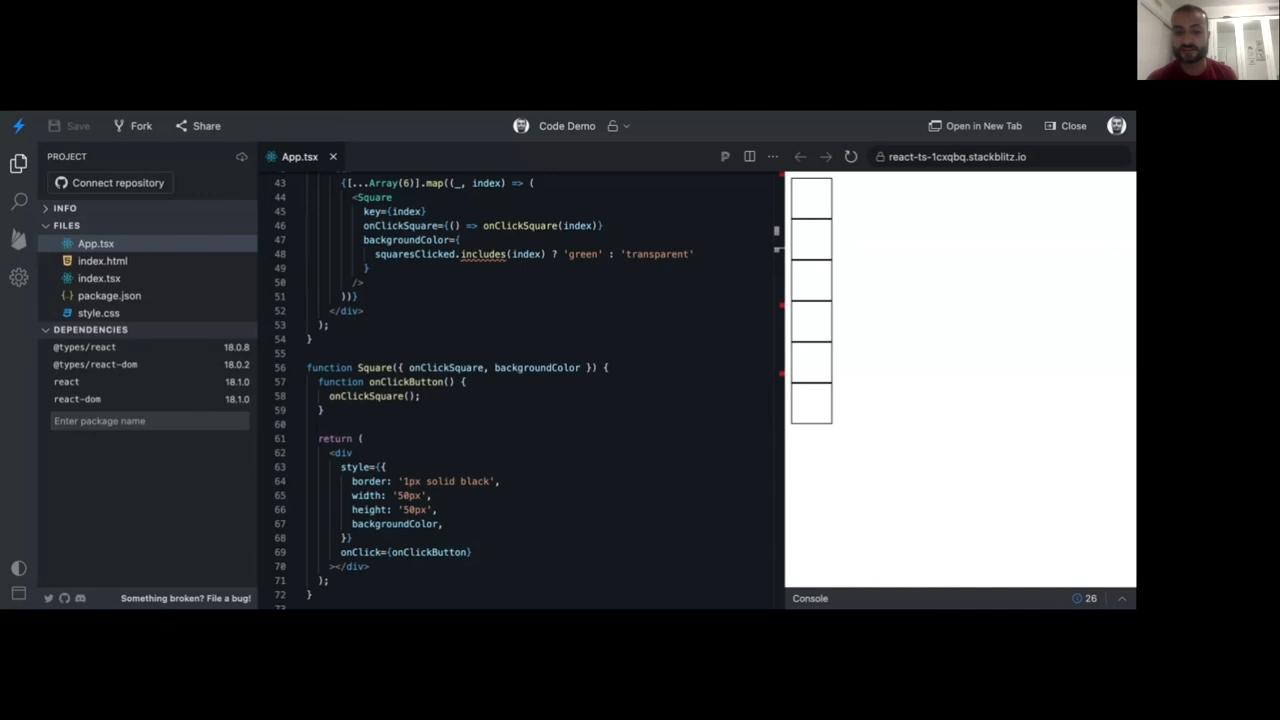 Save
Fork
Share
Code Demo
Open in New Tab
Close
PROJECT
Connect repository
INFO
FILES
App.tsx
index.html
index.tsx
package.json
style.css
DEPENDENCIES
@types/react 18.0.8
@types/react-dom 18.0.2
react 18.1.0
react-dom 18.1.0
Enter package name
Something broken? File a bug!
App.tsx
43 {[...Array(6)].map((_, index) => (
44 <Square
45 key={index}
46 onClickSquare={() => onClickSquare(index)}
47 backgroundColor={
48 squaresClicked.includes(index) ? 'green' : 'transparent'
49 }
50 />
51 ))}
52 </div>
53 );
54 }
55
56 function Square({ onClickSquare, backgroundColor }) {
57 function onClickButton() {
58 onClickSquare();
59 }
60
61 return (
62 <div
63 style={{
64 border: '1px solid black',
65 width: '50px',
66 height: '50px',
67 backgroundColor,
68 }}
69 onClick={onClickButton}
70 ></div>
71 );
72 }
react-ts-1cxqbq.stackblitz.io
Console
26